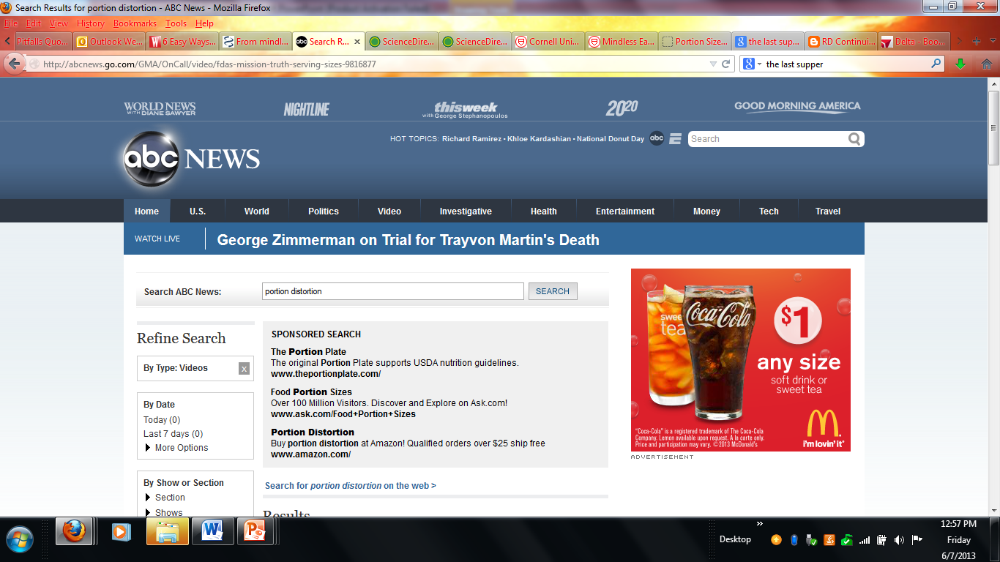 Search Results for portion distortion - ABC News - Mozilla Firefox
File Edit View History Bookmarks Tools Help
Pitfalls Quo... Outlook We... 6 Easy Ways... From mindl... Search R... ScienceDire... ScienceDire... Cornell Uni... Mindless Ea... Portion Size... the last supp... RD Continui... Delta - Boo...
http://abcnews.go.com/GMA/OnCall/video/fdas-mission-truth-serving-sizes-9816877
the last supper
WORLD NEWS
WITH DIANE SAWYER
NIGHTLINE
thisweek
with George Stephanopoulos
2020
GOOD MORNING AMERICA
HOT TOPICS: Richard Ramirez • Khloe Kardashian • National Donut Day abc E Search
abc NEWS
Home U.S. World Politics Video Investigative Health Entertainment Money Tech Travel
WATCH LIVE George Zimmerman on Trial for Trayvon Martin's Death
Search ABC News: portion distortion SEARCH
Refine Search
By Type: Videos x
By Date
Today (0)
Last 7 days (0)
More Options
By Show or Section
Section
Shows
SPONSORED SEARCH
The Portion Plate
The original Portion Plate supports USDA nutrition guidelines.
www.theportionplate.com/
Food Portion Sizes
Over 100 Million Visitors. Discover and Explore on Ask.com!
www.ask.com/Food+Portion+Sizes
Portion Distortion
Buy portion distortion at Amazon! Qualified orders over $25 ship free
www.amazon.com/
Search for portion distortion on the web >
Results
sweet
tea
Coca-Cola
$1
any size
soft drink or
sweet tea
"Coca-Cola" is a registered trademark of The Coca-Cola
Company. Lemon available upon request. A la carte only.
Price and participation may vary. ©2013 McDonald's
i'm lovin' it®
ADVERTISEMENT
Desktop
12:57 PM
Friday
6/7/2013